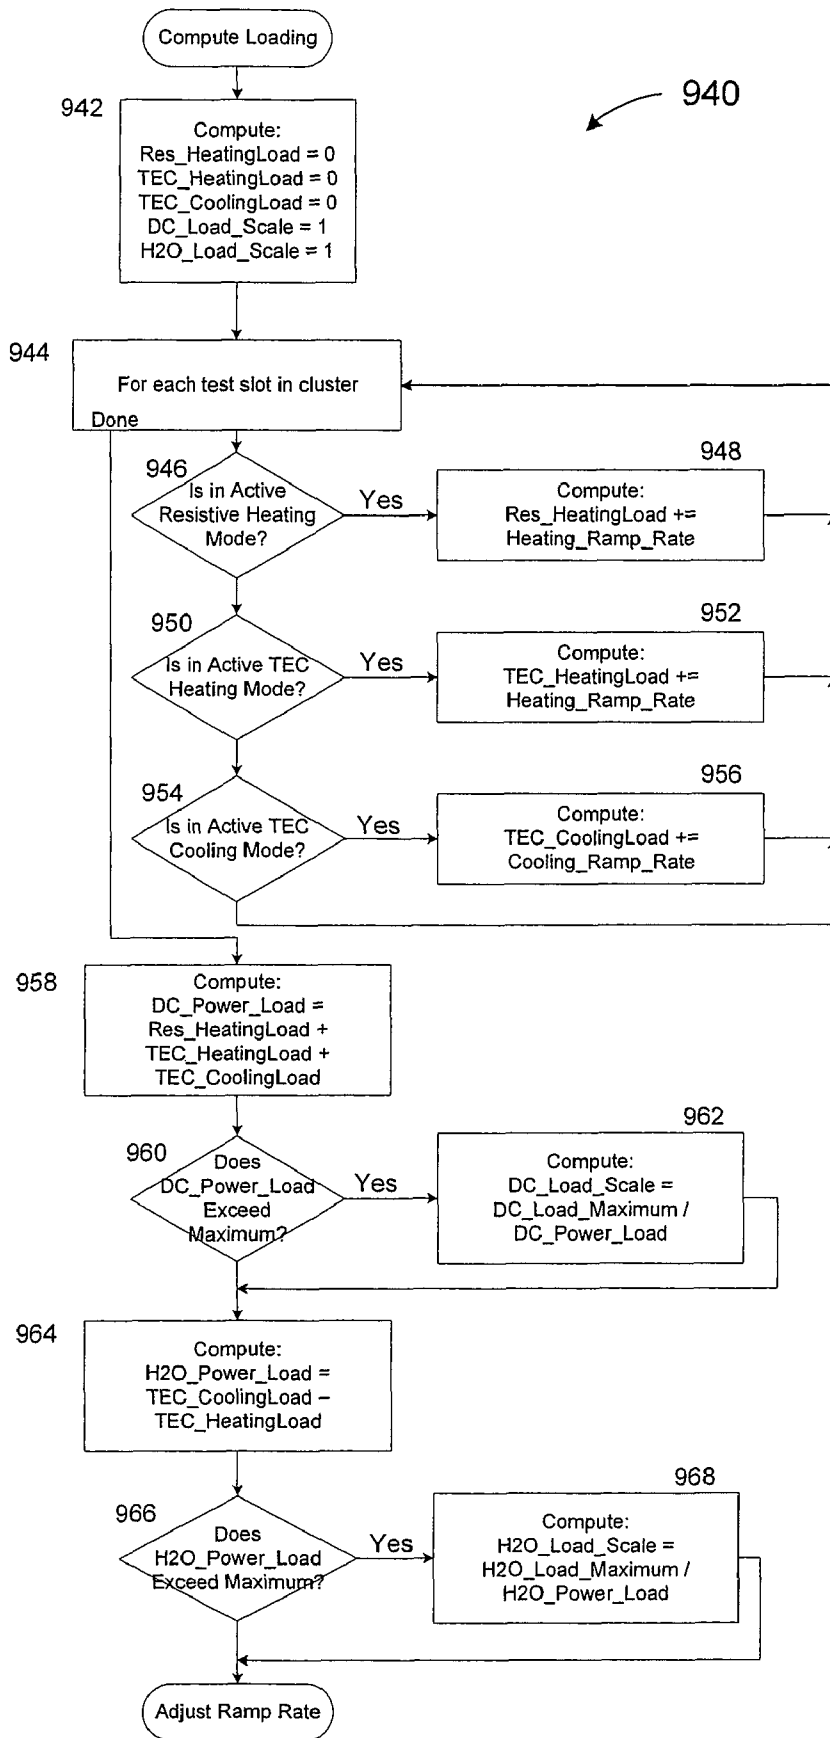 Compute Loading
940
942
Compute:
Res_HeatingLoad = 0
TEC_HeatingLoad = 0
TEC_CoolingLoad = 0
DC_Load_Scale = 1
H2O_Load_Scale = 1
944
For each test slot in cluster
Done
946
Is in Active
Resistive Heating
Mode?
Yes
948
Compute:
Res_HeatingLoad +=
Heating_Ramp_Rate
950
Is in Active TEC
Heating Mode?
Yes
952
Compute:
TEC_HeatingLoad +=
Heating_Ramp_Rate
954
Is in Active TEC
Cooling Mode?
Yes
956
Compute:
TEC_CoolingLoad +=
Cooling_Ramp_Rate
958
Compute:
DC_Power_Load =
Res_HeatingLoad +
TEC_HeatingLoad +
TEC_CoolingLoad
960
Does
DC_Power_Load
Exceed
Maximum?
Yes
962
Compute:
DC_Load_Scale =
DC_Load_Maximum /
DC_Power_Load
964
Compute:
H2O_Power_Load =
TEC_CoolingLoad –
TEC_HeatingLoad
966
Does
H2O_Power_Load
Exceed Maximum?
Yes
968
Compute:
H2O_Load_Scale =
H2O_Load_Maximum /
H2O_Power_Load
Adjust Ramp Rate